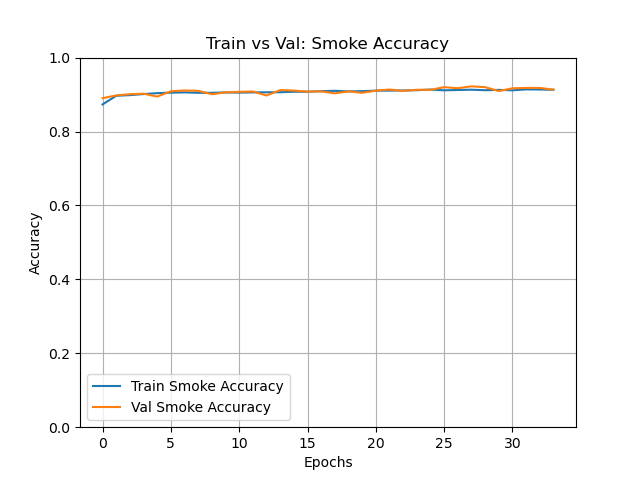 Train vs Val: Smoke Accuracy
1.0
0.8
0.6
0.4
0.2
0.0
Accuracy
Train Smoke Accuracy
Val Smoke Accuracy
0 5 10 15 20 25 30
Epochs